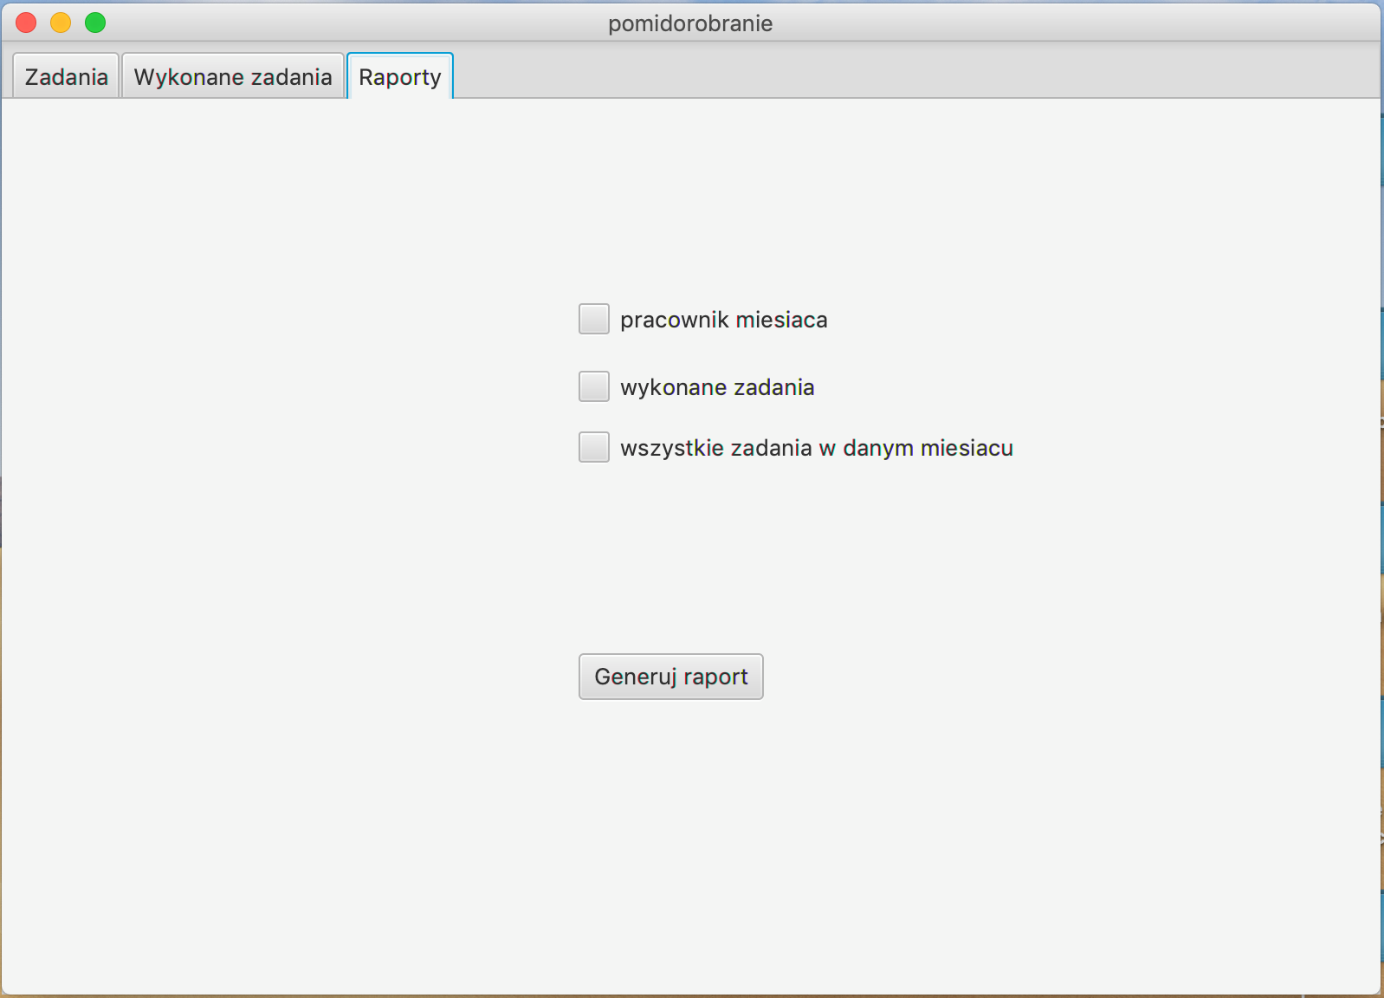 pomidorobranie
Zadania
Wykonane zadania
Raporty
pracownik miesiaca
wykonane zadania
wszystkie zadania w danym miesiacu
Generuj raport